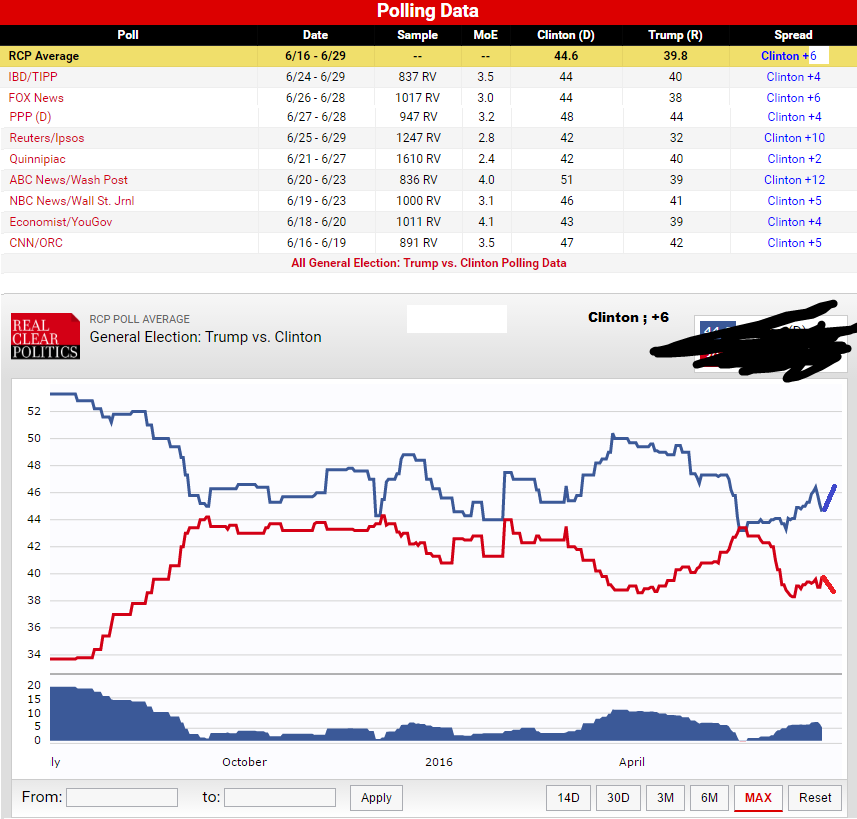 Polling Data
Poll Date Sample MoE Clinton (D) Trump (R) Spread
RCP Average 6/16 - 6/29 -- -- 44.6 39.8 Clinton +6
IBD/TIPP 6/24 - 6/29 837 RV 3.5 44 40 Clinton +4
FOX News 6/26 - 6/28 1017 RV 3.0 44 38 Clinton +6
PPP (D) 6/27 - 6/28 947 RV 3.2 48 44 Clinton +4
Reuters/Ipsos 6/25 - 6/29 1247 RV 2.8 42 32 Clinton +10
Quinnipiac 6/21 - 6/27 1610 RV 2.4 42 40 Clinton +2
ABC News/Wash Post 6/20 - 6/23 836 RV 4.0 51 39 Clinton +12
NBC News/Wall St. Jrnl 6/19 - 6/23 1000 RV 3.1 46 41 Clinton +5
Economist/YouGov 6/18 - 6/20 1011 RV 4.1 43 39 Clinton +4
CNN/ORC 6/16 - 6/19 891 RV 3.5 47 42 Clinton +5
All General Election: Trump vs. Clinton Polling Data
REAL
CLEAR
POLITICS
RCP POLL AVERAGE
General Election: Trump vs. Clinton
Clinton ; +6
52
50
48
46
44
42
40
38
36
34
20
15
10
5
0
ly October 2016 April
From: to: Apply 14D 30D 3M 6M MAX Reset